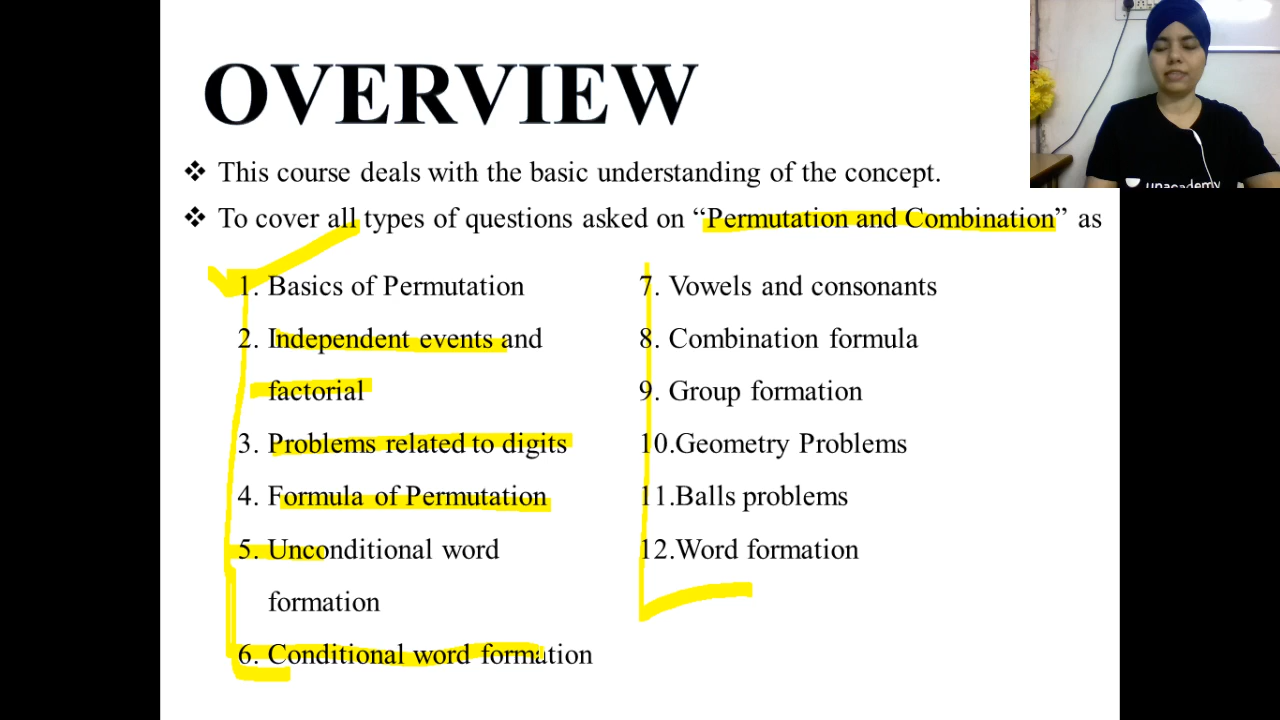 OVERVIEW
❖ This course deals with the basic understanding of the concept.
❖ To cover all types of questions asked on “Permutation and Combination” as
1. Basics of Permutation
2. Independent events and
factorial
3. Problems related to digits
4. Formula of Permutation
5. Unconditional word
formation
6. Conditional word formation
7. Vowels and consonants
8. Combination formula
9. Group formation
10.Geometry Problems
11.Balls problems
12.Word formation
unacademy